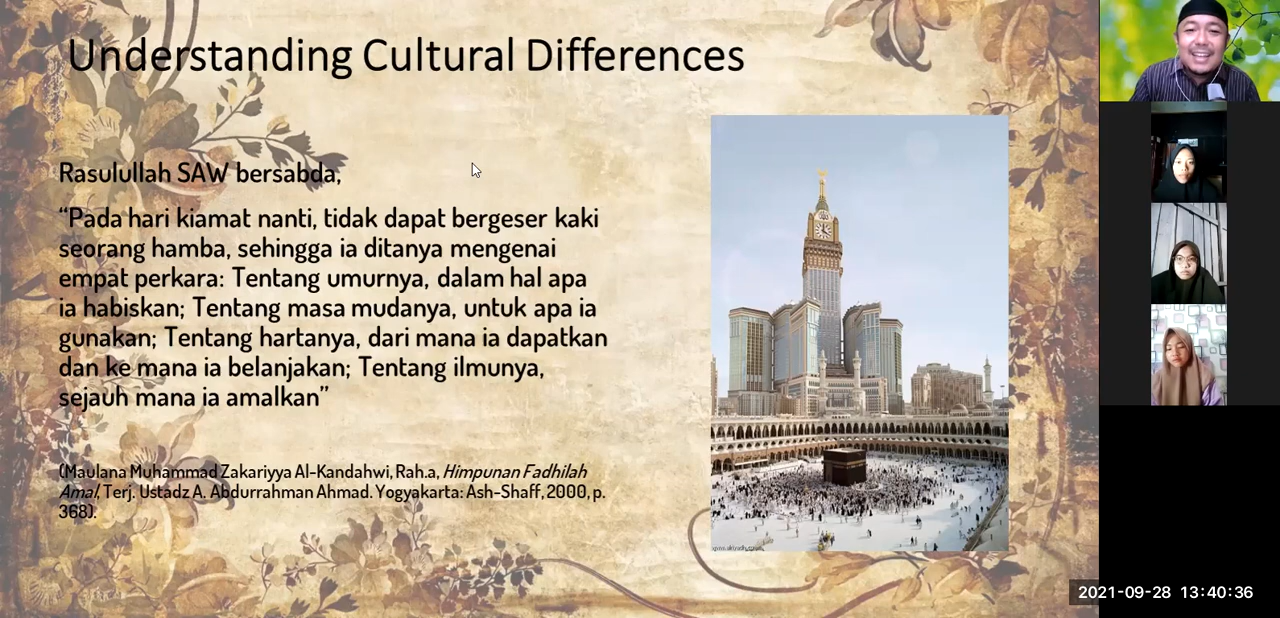 Understanding Cultural Differences
Rasulullah SAW bersabda,
“Pada hari kiamat nanti, tidak dapat bergeser kaki
seorang hamba, sehingga ia ditanya mengenai
empat perkara: Tentang umurnya, dalam hal apa
ia habiskan; Tentang masa mudanya, untuk apa ia
gunakan; Tentang hartanya, dari mana ia dapatkan
dan ke mana ia belanjakan; Tentang ilmunya,
sejauh mana ia amalkan”
(Maulana Muhammad Zakariyya Al-Kandahwi, Rah.a, Himpunan Fadhilah
Amal, Terj. Ustadz A. Abdurrahman Ahmad. Yogyakarta: Ash-Shaff, 2000, p.
368).
2021-09-28 13:40:36